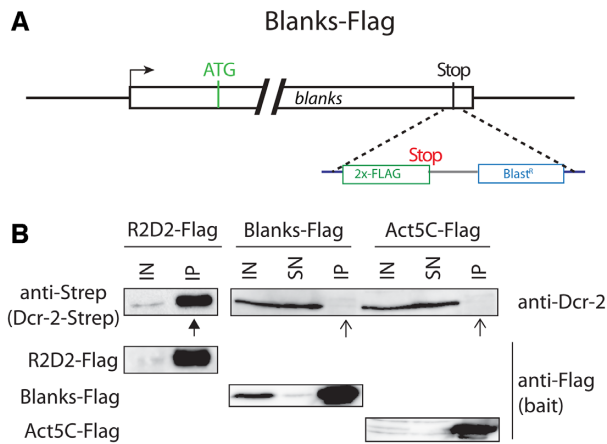 A
Blanks-Flag
ATG
Stop
blanks
Stop
2x-FLAG
BlastR
B
R2D2-Flag
Blanks-Flag
Act5C-Flag
IN
IP
IN
SN
IP
IN
SN
IP
anti-Strep
(Dcr-2-Strep)
anti-Dcr-2
R2D2-Flag
Blanks-Flag
Act5C-Flag
anti-Flag
(bait)